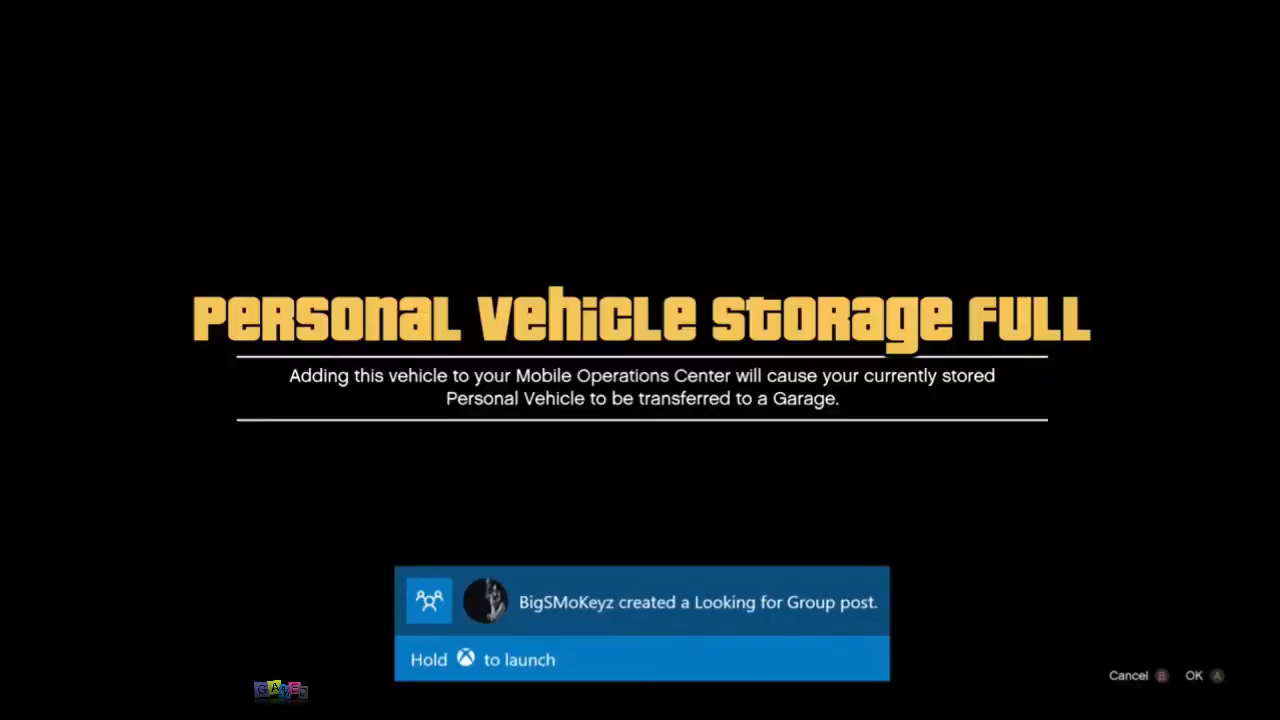 Personal Vehicle Storage Full
Adding this vehicle to your Mobile Operations Center will cause your currently stored
Personal Vehicle to be transferred to a Garage.
BigSMoKeyz created a Looking for Group post.
Hold to launch
Cancel B OK A